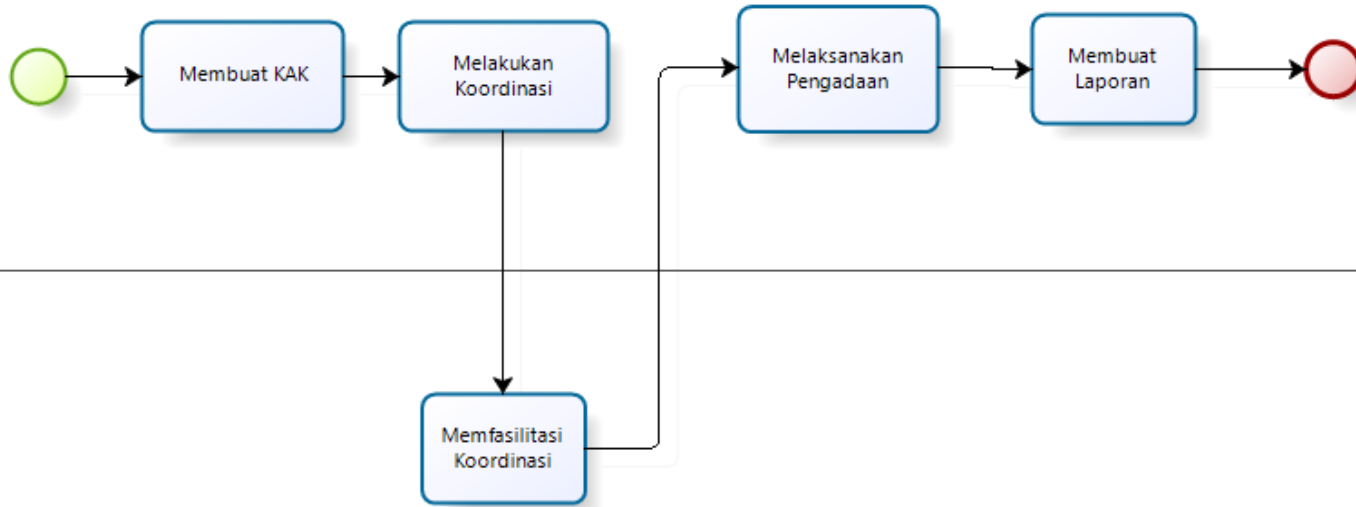 Membuat KAK
Melakukan
Koordinasi
Memfasilitasi
Koordinasi
Melaksanakan
Pengadaan
Membuat
Laporan